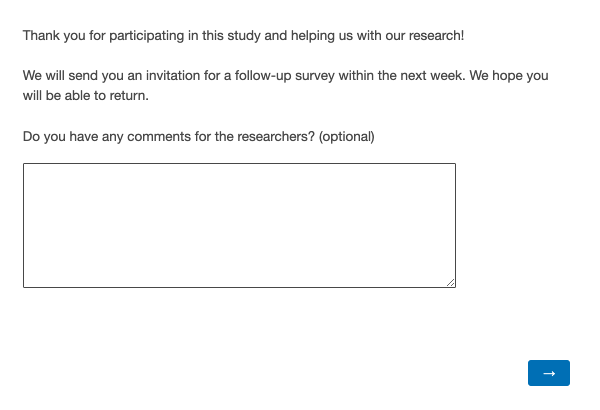 Thank you for participating in this study and helping us with our research!
We will send you an invitation for a follow-up survey within the next week. We hope you
will be able to return.
Do you have any comments for the researchers? (optional)
→